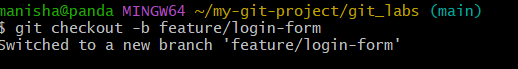 manisha@panda MINGW64 ~/my-git-project/git_labs (main)
$ git checkout -b feature/login-form
Switched to a new branch 'feature/login-form'